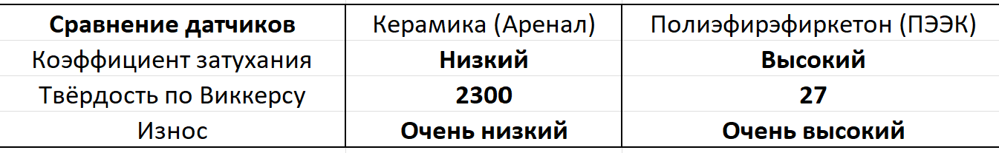 Сравнение датчиков Керамика (Аренал) Полиэфирэфиркетон (ПЭЭК)
Коэффициент затухания Низкий Высокий
Твёрдость по Виккерсу 2300 27
Износ Очень низкий Очень высокий